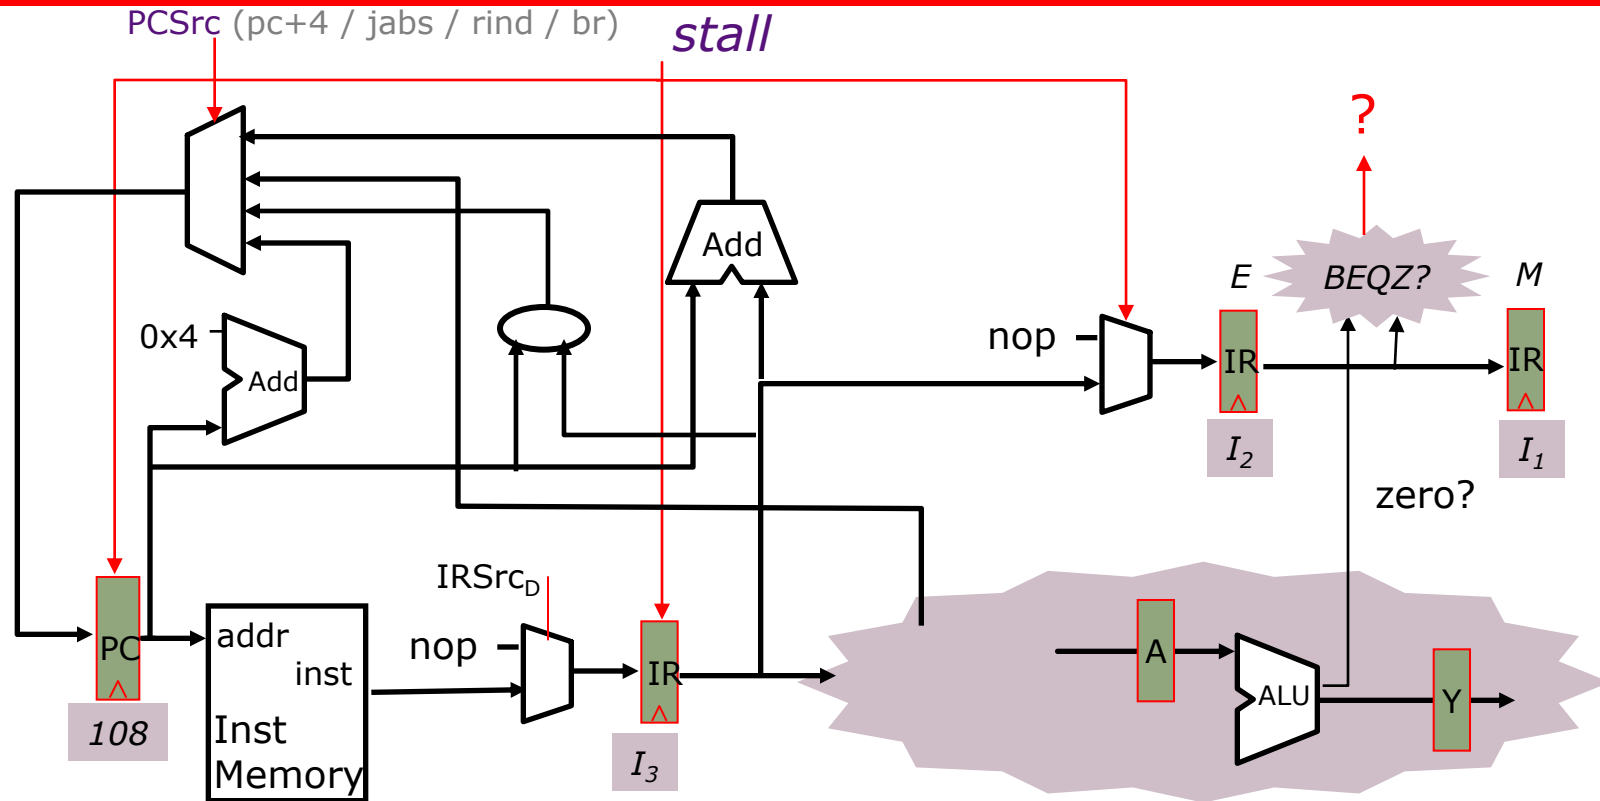 PCSrc (pc+4 / jabs / rind / br)
stall
?
Add
E
BEQZ?
M
0x4
Add
nop
IR
IR
I2
I1
zero?
IRSrcD
PC
addr
inst
nop
IR
A
ALU
Y
108
Inst
Memory
I3